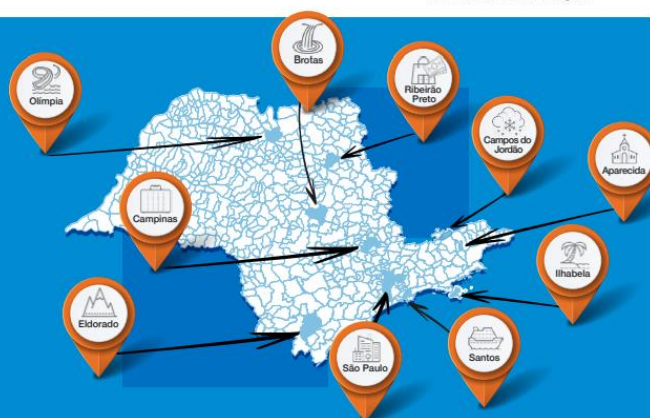 Brotas
Olímpia
Ribeirão
Preto
Campos do
Jordão
Aparecida
Campinas
Ilhabela
Eldorado
São Paulo
Santos